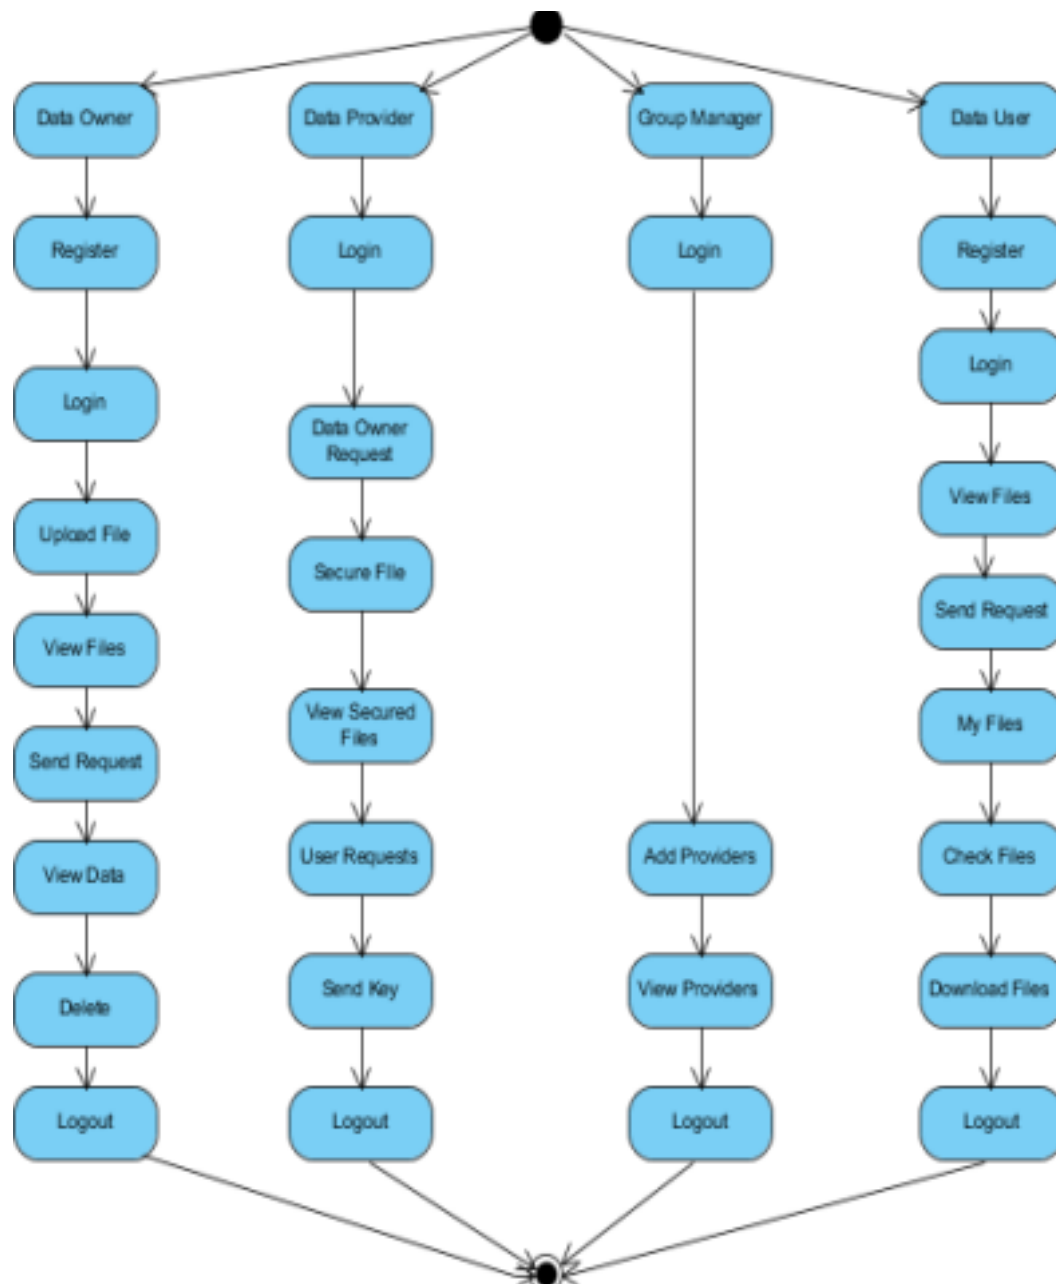 Data Owner
Register
Login
Upload File
View Files
Send Request
View Data
Delete
Logout
Data Provider
Login
Data Owner
Request
Secure File
View Secured
Files
User Requests
Send Key
Logout
Group Manager
Login
Add Providers
View Providers
Logout
Data User
Register
Login
View Files
Send Request
My Files
Check Files
Download Files
Logout